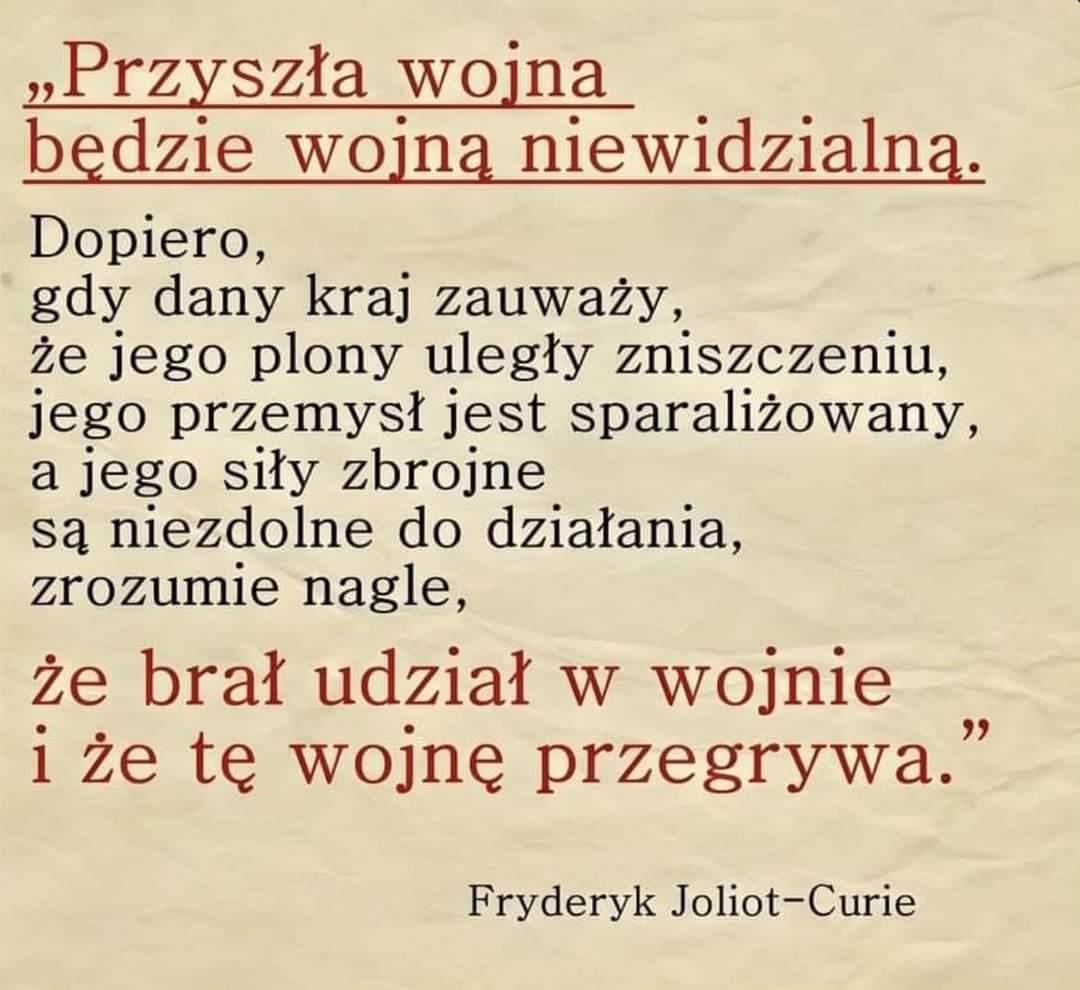 „Przyszła wojna
będzie wojną niewidzialną.
Dopiero,
gdy dany kraj zauważy,
że jego plony uległy zniszczeniu,
jego przemysł jest sparaliżowany,
a jego siły zbrojne
są niezdolne do działania,
zrozumie nagle,
że brał udział w wojnie
i że tę wojnę przegrywa.”
Fryderyk Joliot-Curie